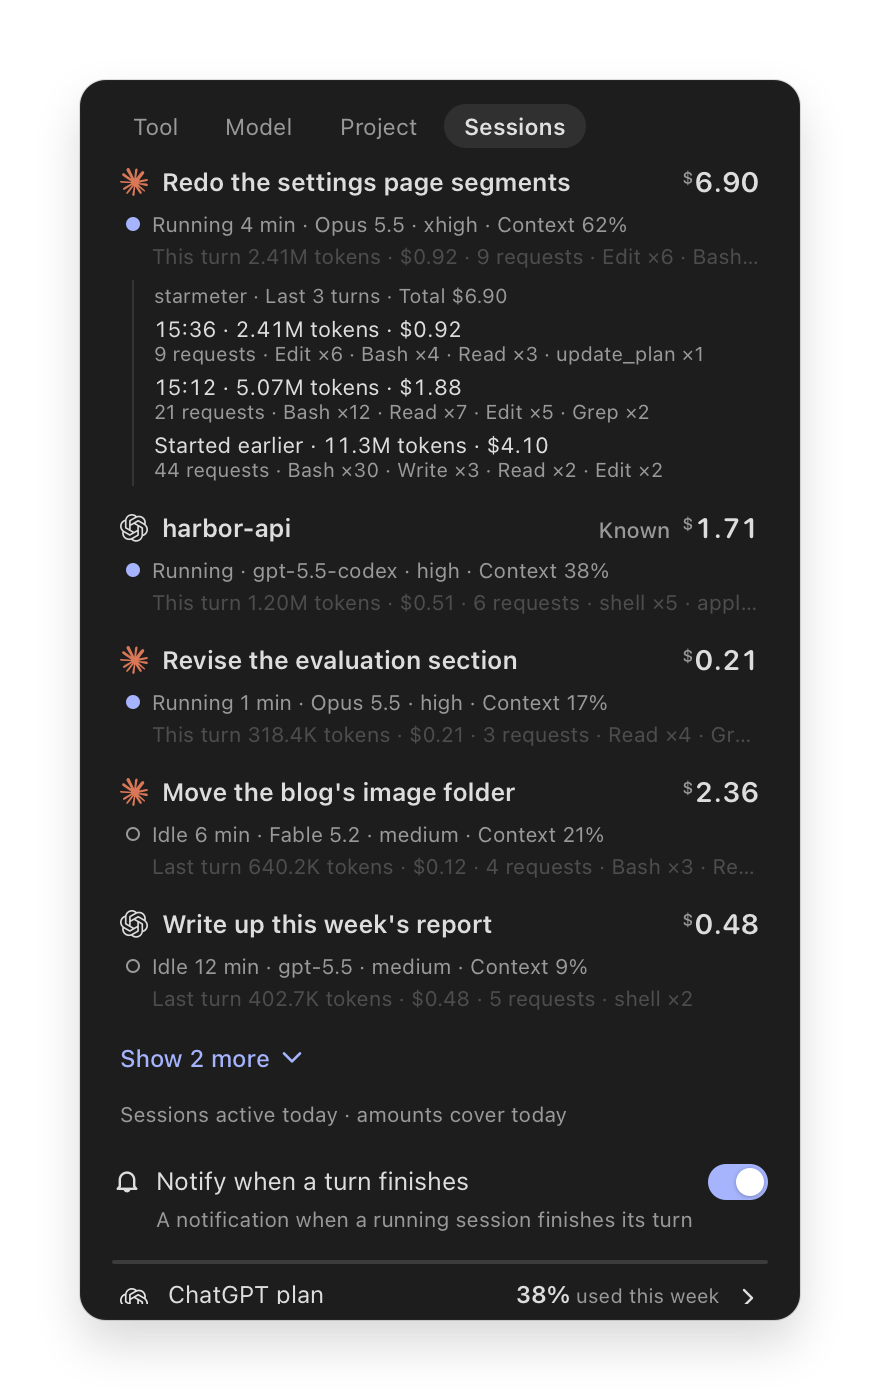 Tool Model Project Sessions
Redo the settings page segments $6.90
Running 4 min · Opus 5.5 · xhigh · Context 62%
This turn 2.41M tokens · $0.92 · 9 requests · Edit ×6 · Bash...
starmeter · Last 3 turns · Total $6.90
15:36 · 2.41M tokens · $0.92
9 requests · Edit ×6 · Bash ×4 · Read ×3 · update_plan ×1
15:12 · 5.07M tokens · $1.88
21 requests · Bash ×12 · Read ×7 · Edit ×5 · Grep ×2
Started earlier · 11.3M tokens · $4.10
44 requests · Bash ×30 · Write ×3 · Read ×2 · Edit ×2
harbor-api Known $1.71
Running · gpt-5.5-codex · high · Context 38%
This turn 1.20M tokens · $0.51 · 6 requests · shell ×5 · appl...
Revise the evaluation section $0.21
Running 1 min · Opus 5.5 · high · Context 17%
This turn 318.4K tokens · $0.21 · 3 requests · Read ×4 · Gr...
Move the blog's image folder $2.36
Idle 6 min · Fable 5.2 · medium · Context 21%
Last turn 640.2K tokens · $0.12 · 4 requests · Bash ×3 · Re...
Write up this week's report $0.48
Idle 12 min · gpt-5.5 · medium · Context 9%
Last turn 402.7K tokens · $0.48 · 5 requests · shell ×2
Show 2 more
Sessions active today · amounts cover today
Notify when a turn finishes
A notification when a running session finishes its turn
ChatGPT plan 38% used this week